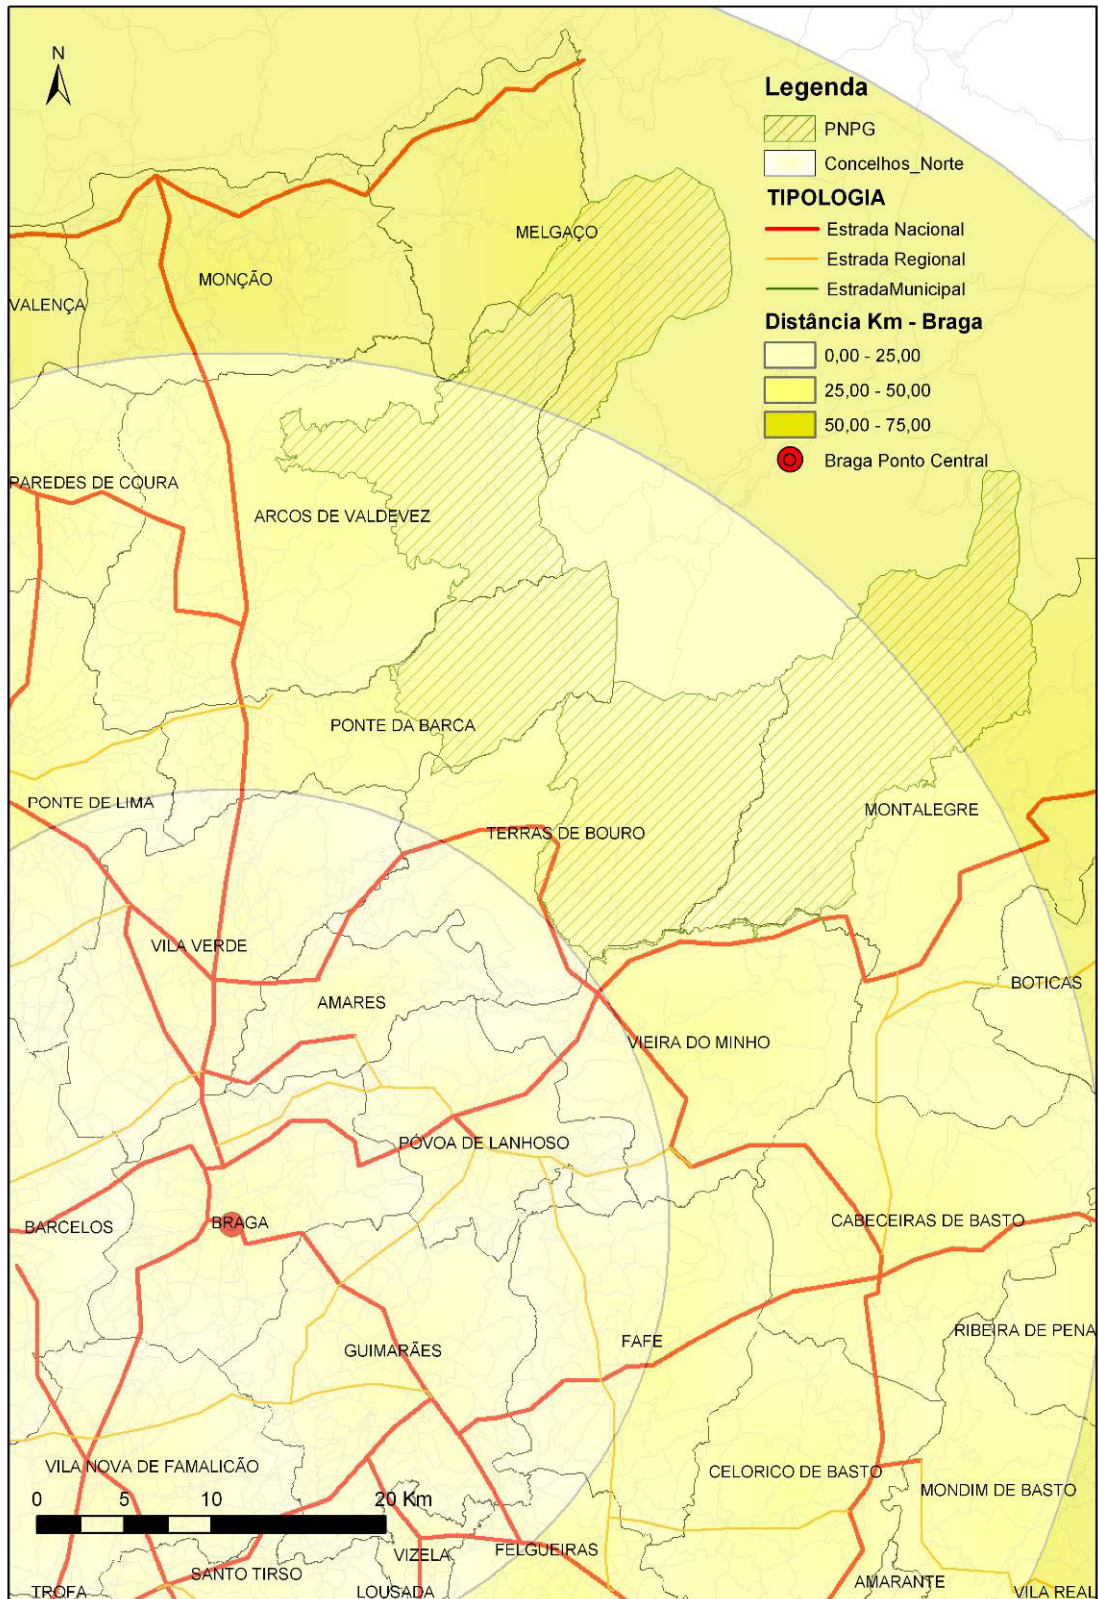 N
Legenda
PNPG
Concelhos_Norte
TIPOLOGIA
Estrada Nacional
Estrada Regional
EstradaMunicipal
Distância Km - Braga
0,00 - 25,00
25,00 - 50,00
50,00 - 75,00
Braga Ponto Central
MELGAÇO
MONÇÃO
VALENÇA
PAREDES DE COURA
ARCOS DE VALDEVEZ
PONTE DA BARCA
PONTE DE LIMA
MONTALEGRE
TERRAS DE BOURO
VILA VERDE
BOTICAS
AMARES
VIEIRA DO MINHO
PÓVOA DE LANHOSO
BARCELOS
BRAGA
CABECEIRAS DE BASTO
RIBEIRA DE PENA
FAFE
GUIMARÃES
VILA NOVA DE FAMALICÃO
CELORICO DE BASTO
MONDIM DE BASTO
0 5 10 20 Km
VIZELA
FELGUEIRAS
SANTO TIRSO
AMARANTE
TROFA
LOUSADA
VILA REAL